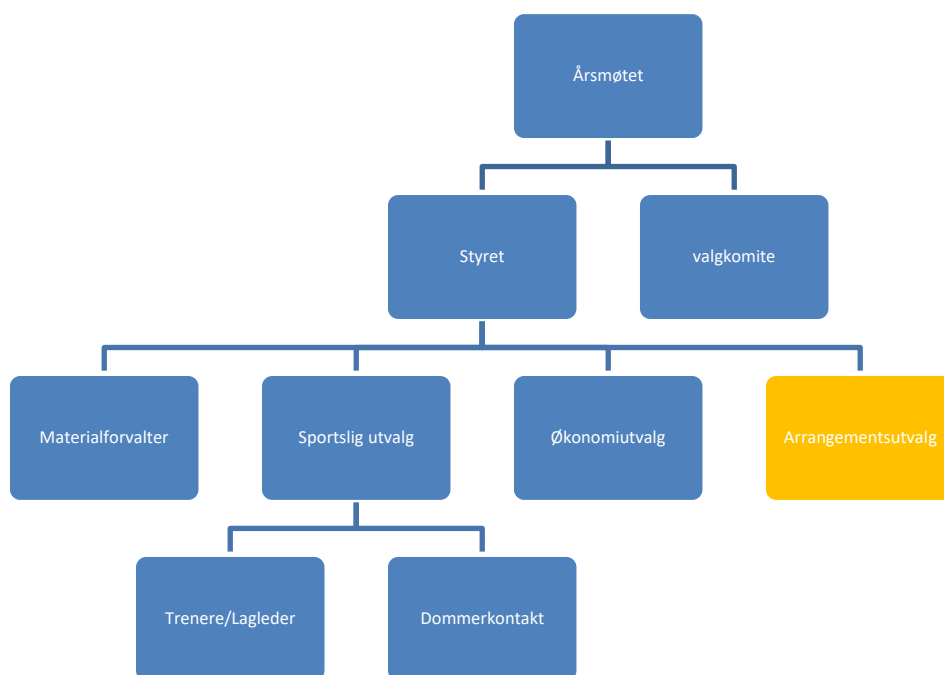 Årsmøtet
Styret
valgkomite
Materialforvalter
Sportslig utvalg
Økonomiutvalg
Arrangementsutvalg
Trenere/Lagleder
Dommerkontakt